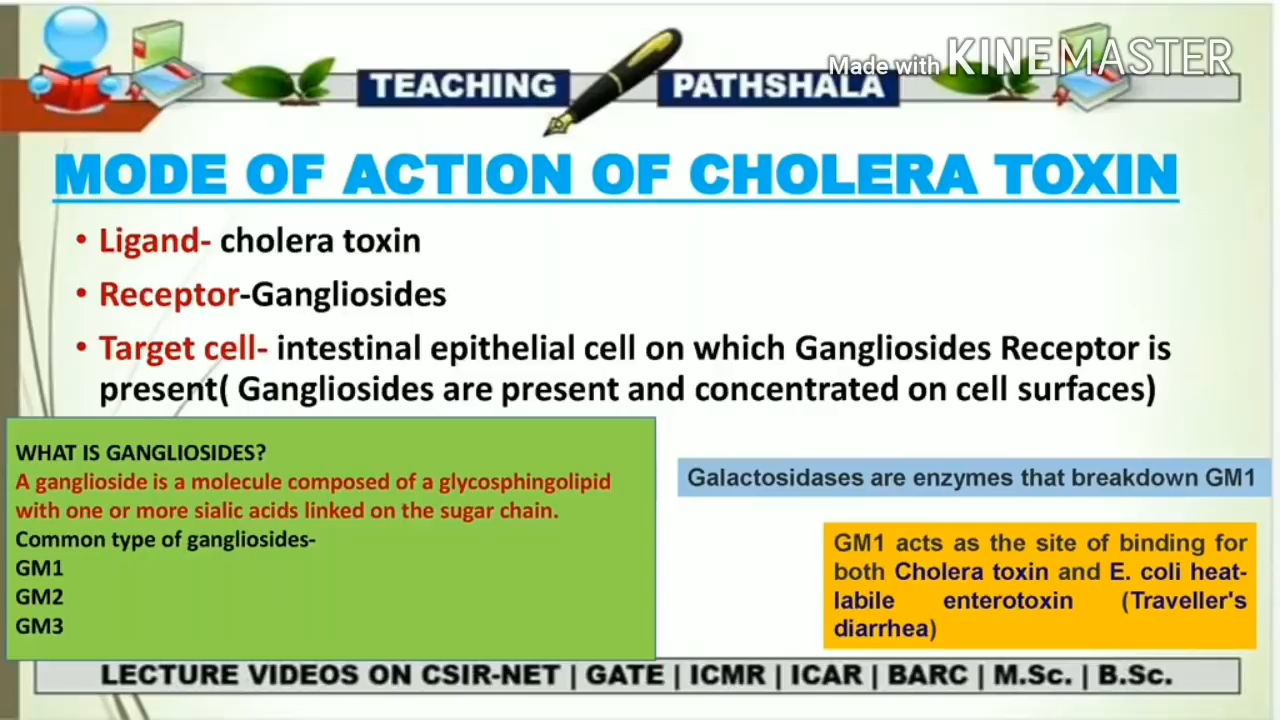 Made with KINEMASTER
TEACHING PATHSHALA
MODE OF ACTION OF CHOLERA TOXIN
• Ligand- cholera toxin
• Receptor-Gangliosides
• Target cell- intestinal epithelial cell on which Gangliosides Receptor is
present( Gangliosides are present and concentrated on cell surfaces)
WHAT IS GANGLIOSIDES?
A ganglioside is a molecule composed of a glycosphingolipid
with one or more sialic acids linked on the sugar chain.
Common type of gangliosides-
GM1
GM2
GM3
Galactosidases are enzymes that breakdown GM1
GM1 acts as the site of binding for
both Cholera toxin and E. coli heat-
labile enterotoxin (Traveller's
diarrhea)
LECTURE VIDEOS ON CSIR-NET | GATE | ICMR | ICAR | BARC | M.Sc. | B.Sc.